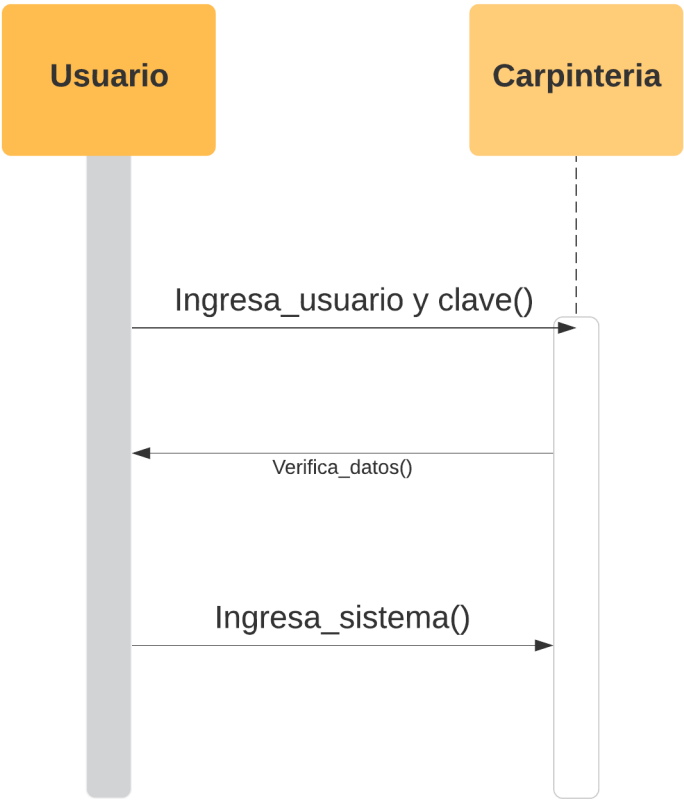 Usuario
Carpinteria
Ingresa_usuario y clave()
Verifica_datos()
Ingresa_sistema()